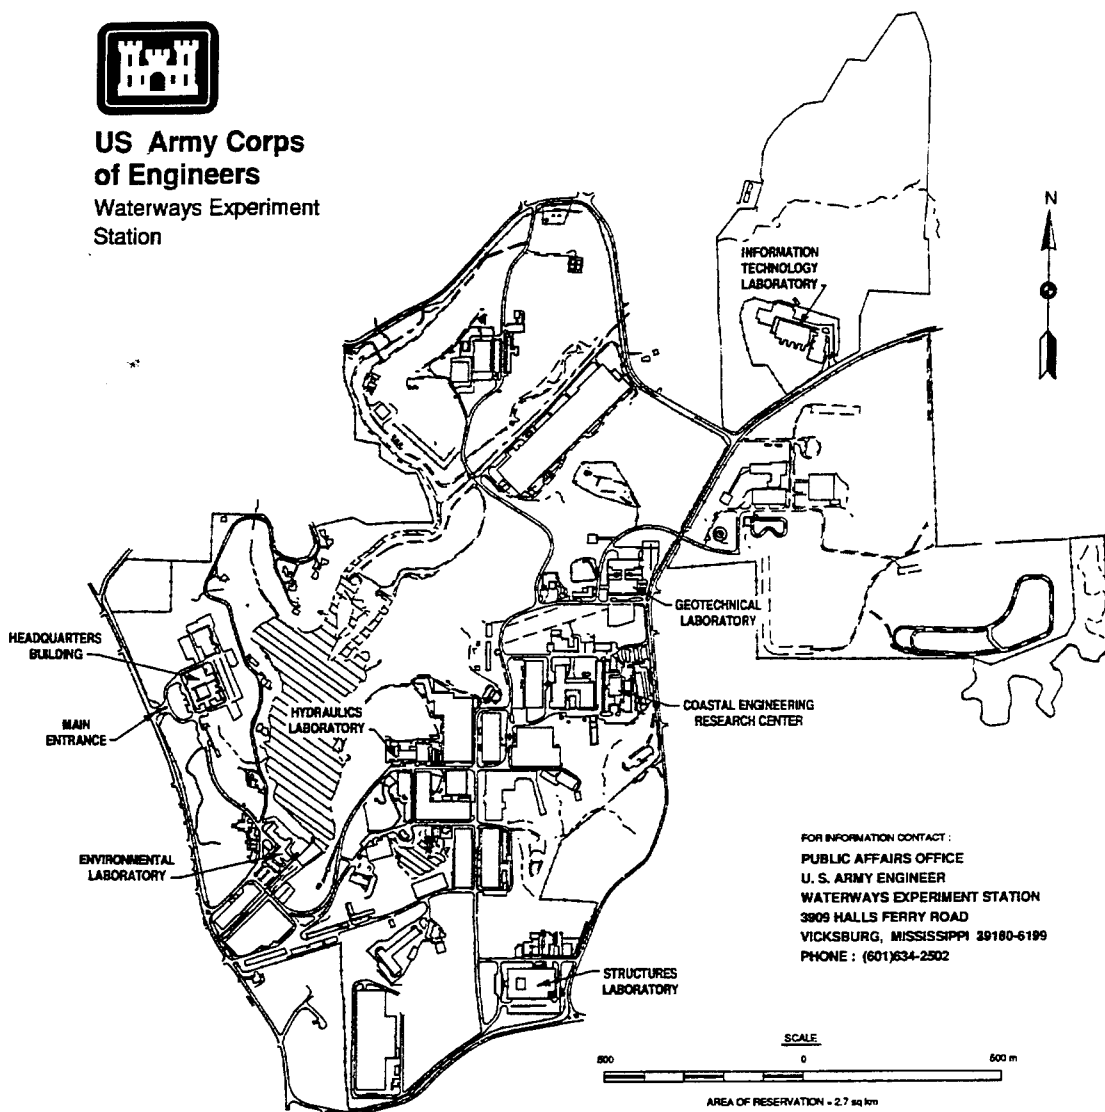 US Army Corps
of Engineers
Waterways Experiment
Station
N
INFORMATION
TECHNOLOGY
LABORATORY
GEOTECHNICAL
LABORATORY
HEADQUARTERS
BUILDING
MAIN
ENTRANCE
HYDRAULICS
LABORATORY
COASTAL ENGINEERING
RESEARCH CENTER
ENVIRONMENTAL
LABORATORY
STRUCTURES
LABORATORY
FOR INFORMATION CONTACT :
PUBLIC AFFAIRS OFFICE
U. S. ARMY ENGINEER
WATERWAYS EXPERIMENT STATION
3909 HALLS FERRY ROAD
VICKSBURG, MISSISSIPPI 39180-6199
PHONE : (601)634-2502
SCALE
500 0 500 m
AREA OF RESERVATION = 2.7 sq km